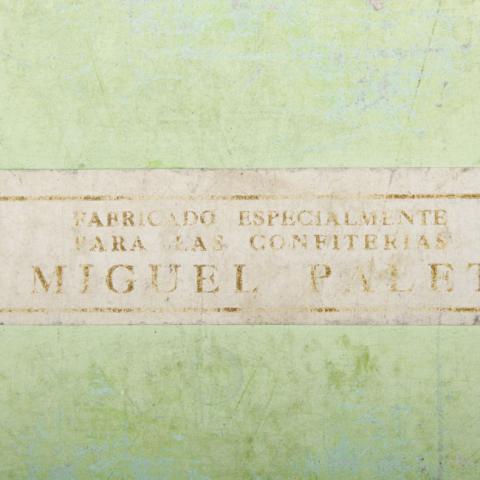 FABRICADO ESPECIALMENTE
PARA LAS CONFITERIAS
MIGUEL PALET